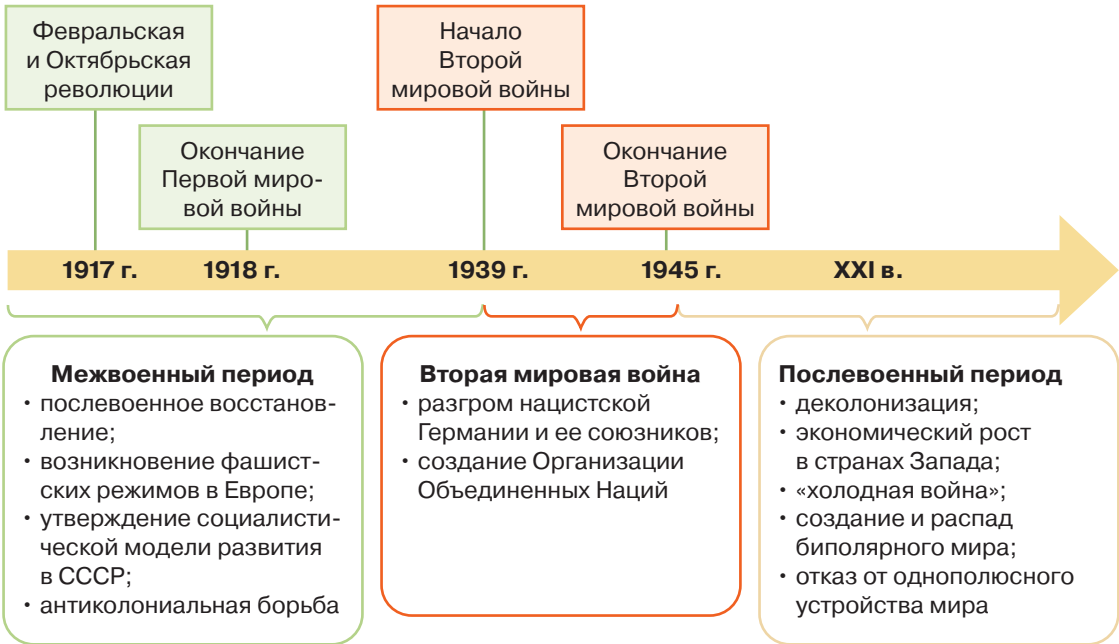 Февральская
и Октябрьская
революции
Начало
Второй
мировой войны
Окончание
Первой миро-
вой войны
Окончание
Второй
мировой войны
1917 г.
1918 г.
1939 г.
1945 г.
XXI в.
Межвоенный период
• послевоенное восстанов-
ление;
• возникновение фашист-
ских режимов в Европе;
• утверждение социалисти-
ческой модели развития
в СССР;
• антиколониальная борьба
Вторая мировая война
• разгром нацистской
Германии и ее союзников;
• создание Организации
Объединенных Наций
Послевоенный период
• деколонизация;
• экономический рост
в странах Запада;
• «холодная война»;
• создание и распад
биполярного мира;
• отказ от однополюсного
устройства мира